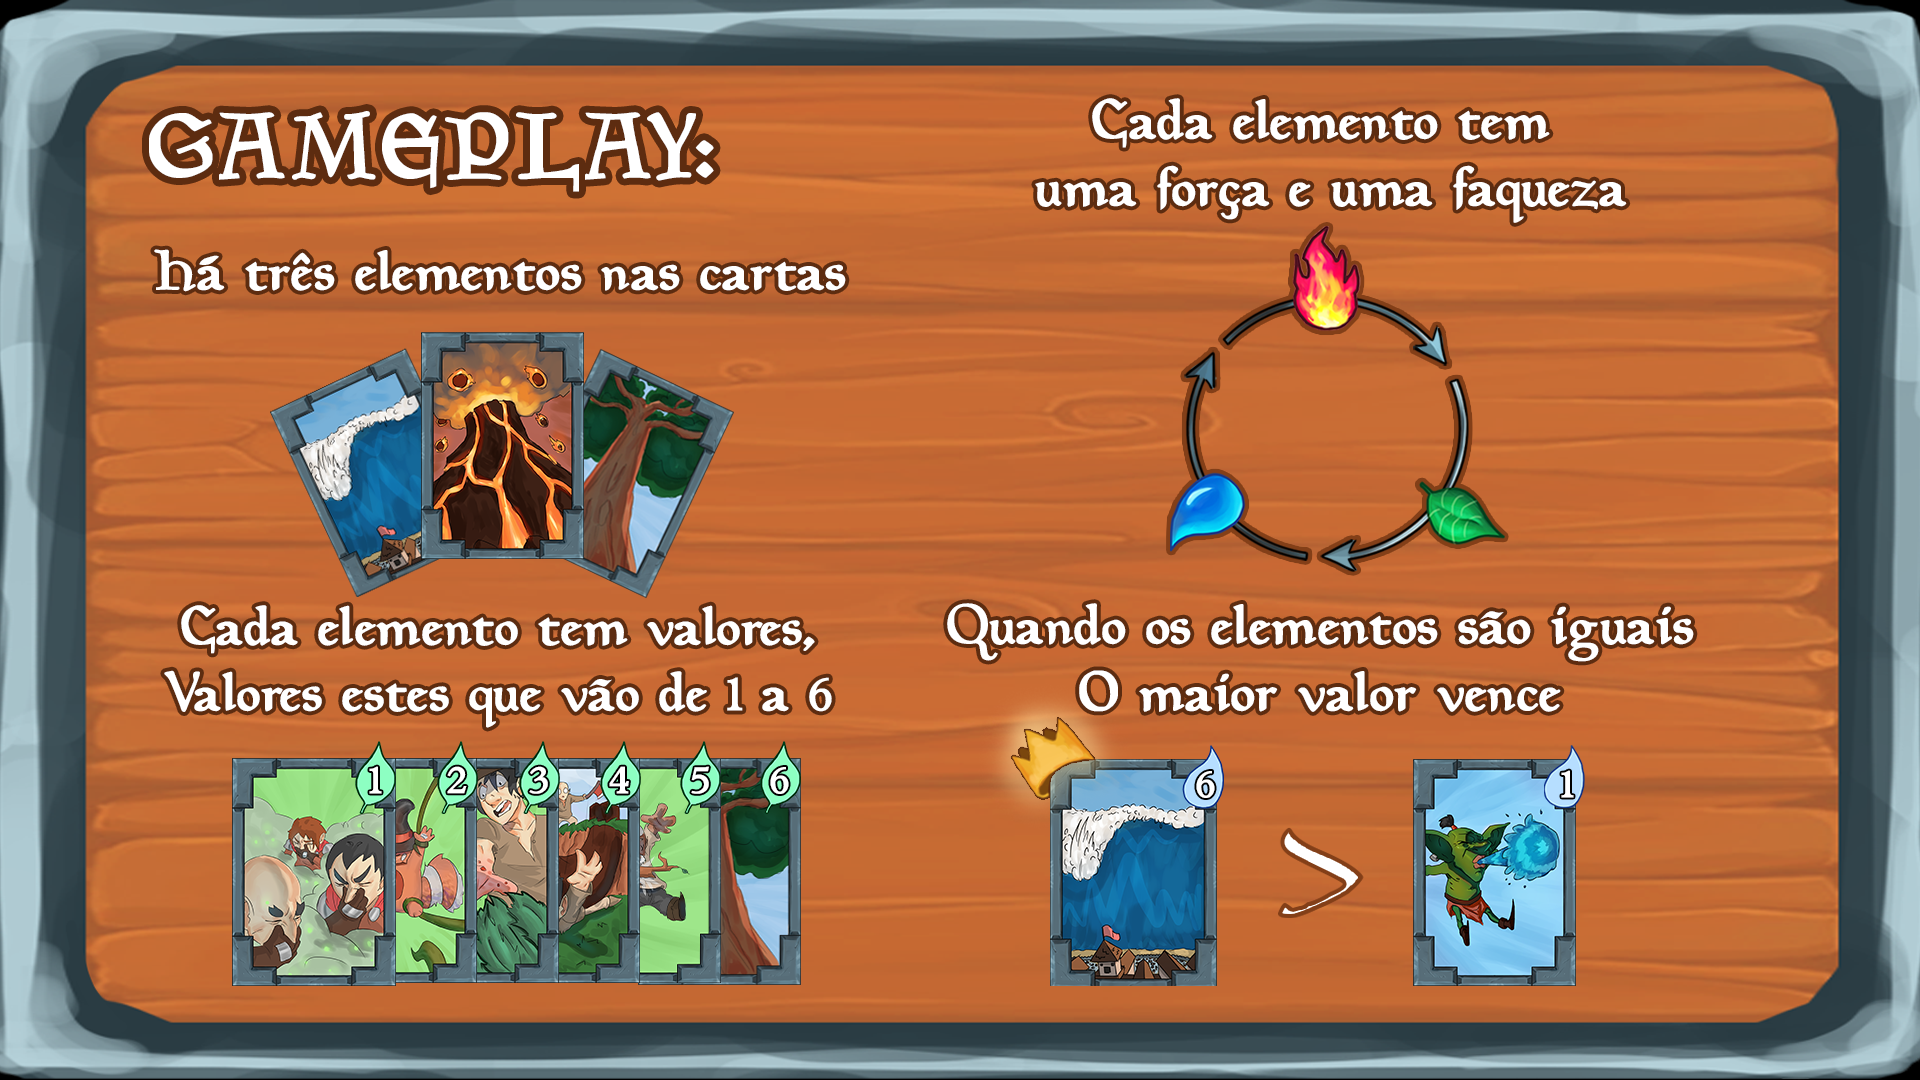 GAMEPLAY:
há três elementos nas cartas
Cada elemento tem valores,
Valores estes que vão de 1 a 6
1 2 3 4 5 6
Cada elemento tem
uma força e uma faqueza
Quando os elementos são iguais
O maior valor vence
6 > 1